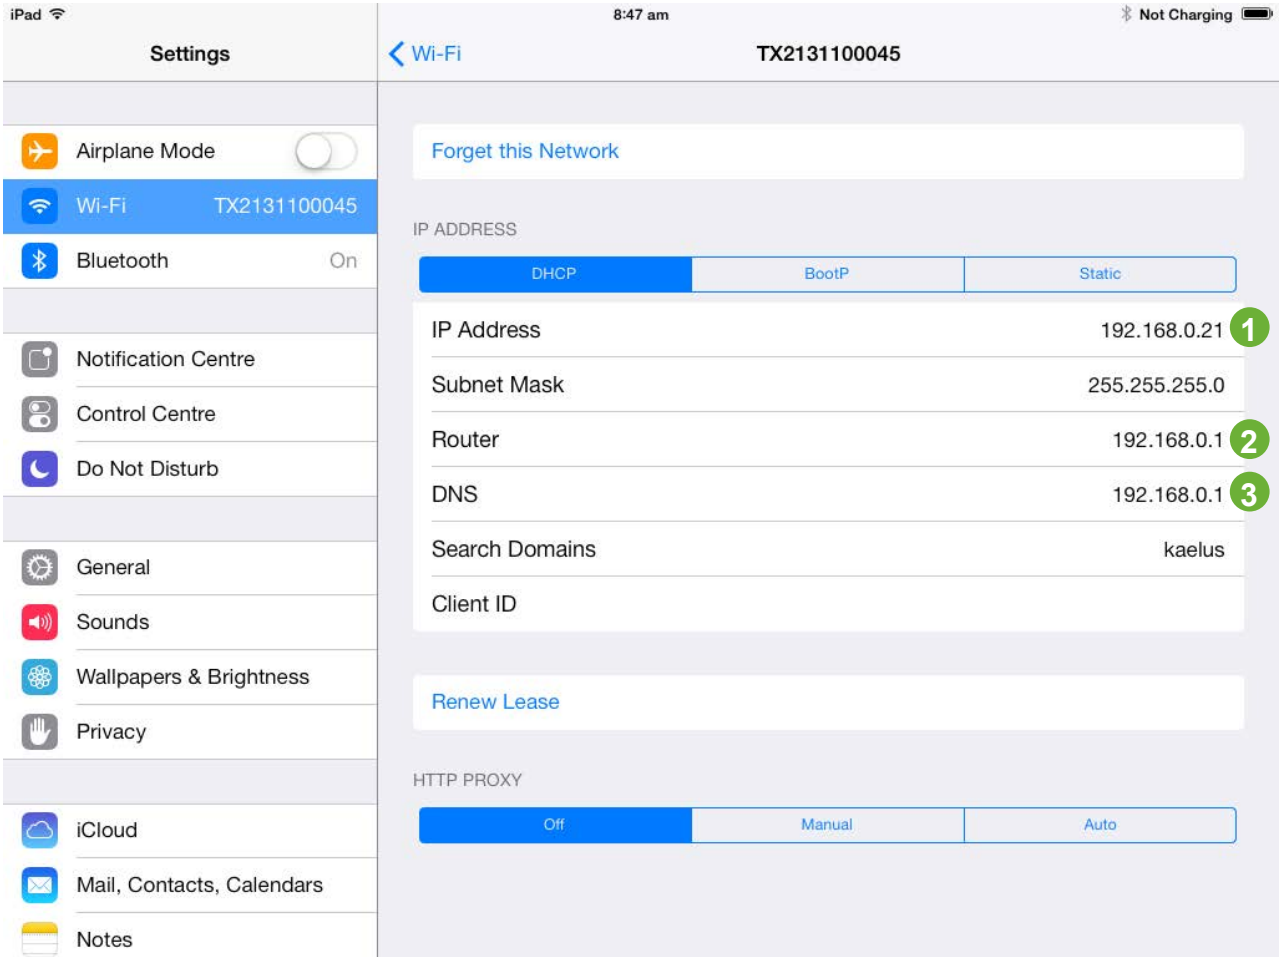 iPad 8:47 am Not Charging
Settings
Wi-Fi TX2131100045
Airplane Mode
Wi-Fi TX2131100045
Bluetooth On
Notification Centre
Control Centre
Do Not Disturb
General
Sounds
Wallpapers & Brightness
Privacy
iCloud
Mail, Contacts, Calendars
Notes
Forget this Network
IP ADDRESS
DHCP BootP Static
IP Address 192.168.0.21 1
Subnet Mask 255.255.255.0
Router 192.168.0.1 2
DNS 192.168.0.1 3
Search Domains kaelus
Client ID
Renew Lease
HTTP PROXY
Off Manual Auto